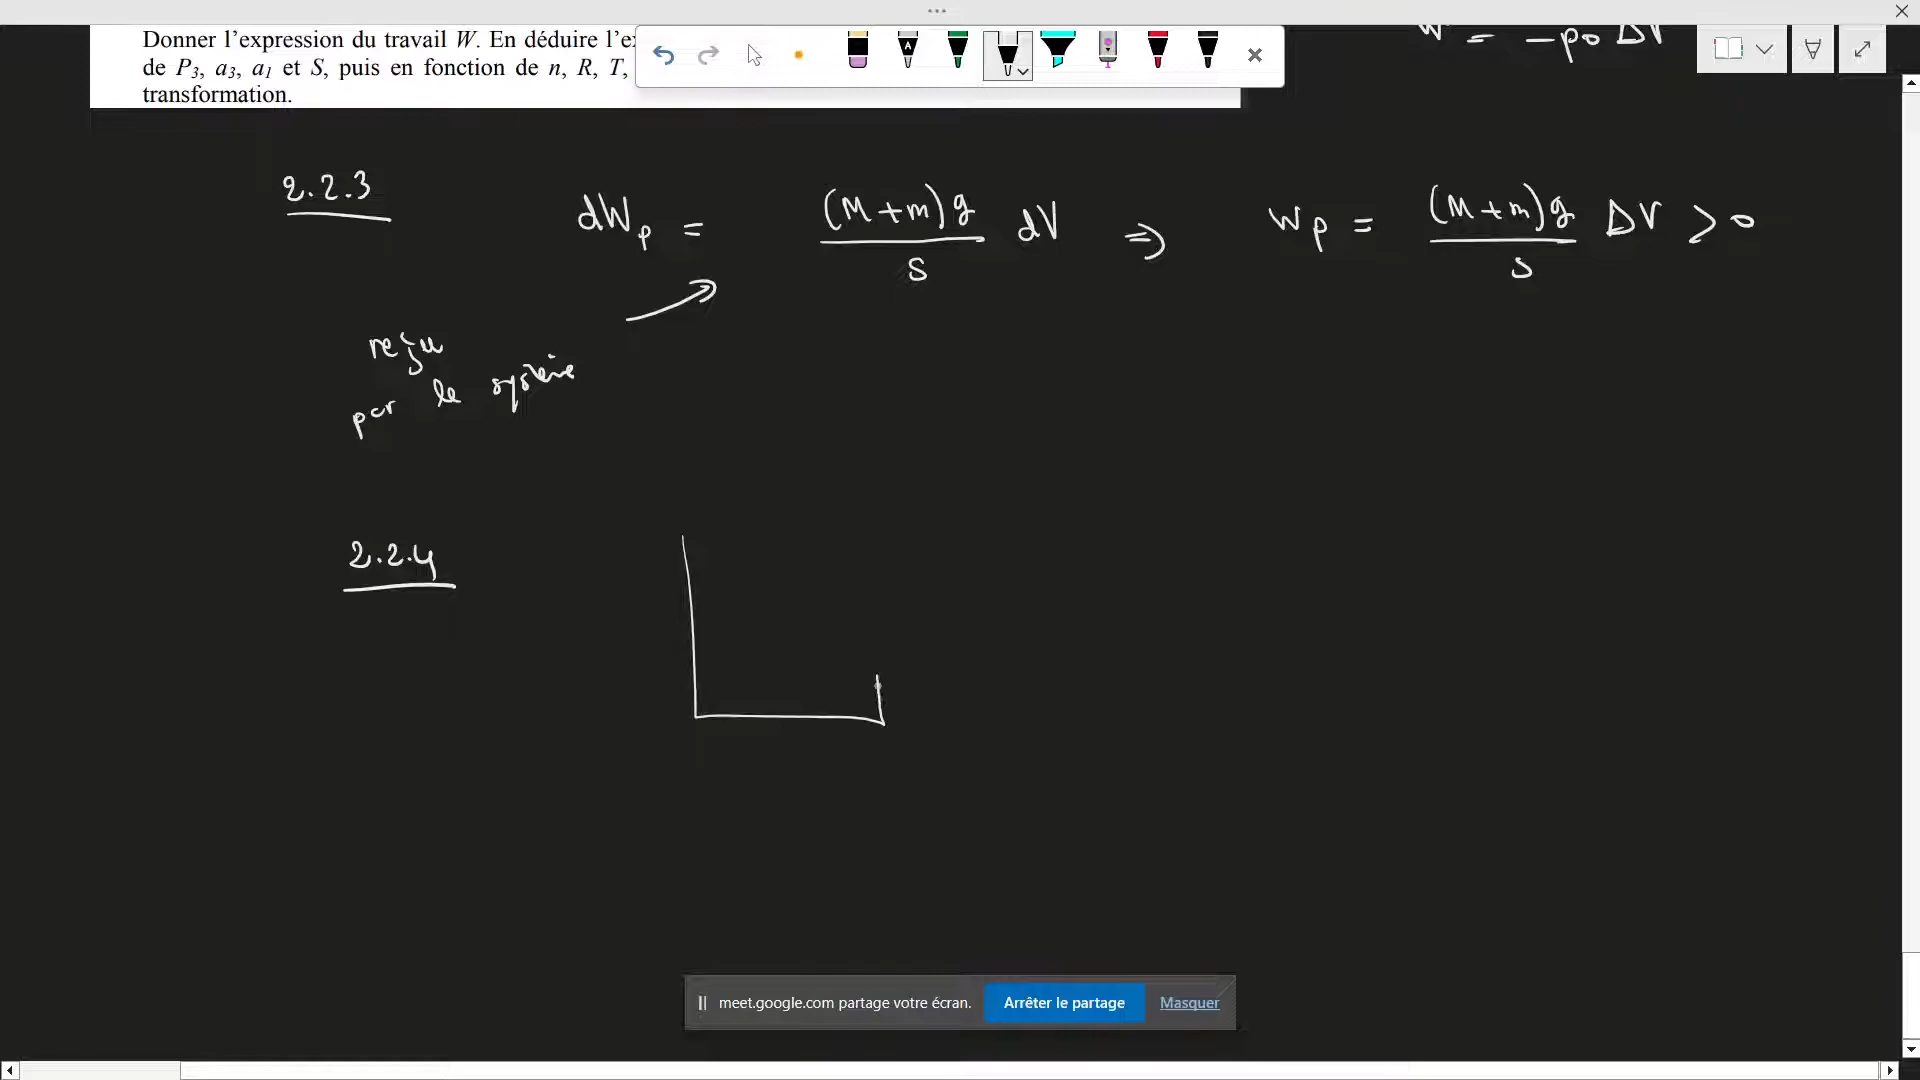 Donner l'expression du travail W. En déduire l'ex
de P3, a3, a1 et S, puis en fonction de n, R, T,
transformation.
W = -p0 ΔV
2.2.3
dWp = (M+m)g/s dV ⇒ Wp = (M+m)g/s ΔV > 0
reçu
par le système
2.2.4
meet.google.com partage votre écran. Arrêter le partage Masquer